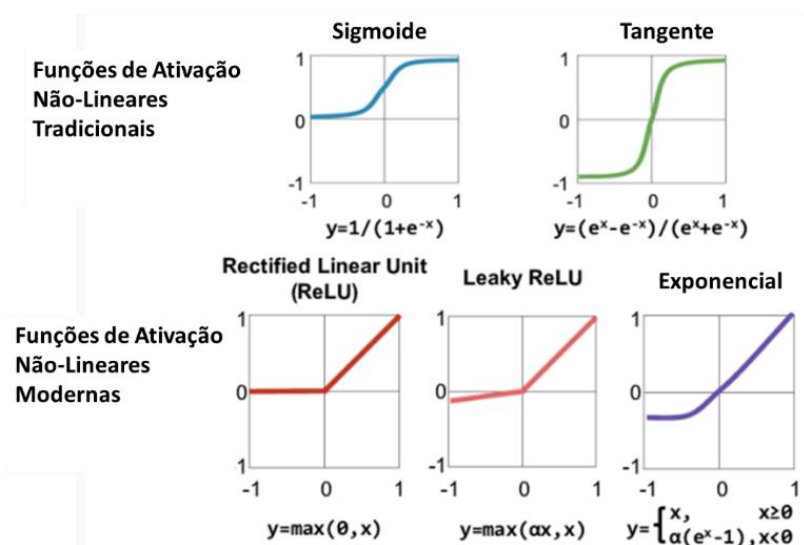 Sigmoide
Tangente
Funções de Ativação
Não-Lineares
Tradicionais
1
0
-1
-1 0 1
y=1/(1+e⁻ˣ)
1
0
-1
-1 0 1
y=(eˣ-e⁻ˣ)/(eˣ+e⁻ˣ)
Rectified Linear Unit
(ReLU)
Leaky ReLU
Exponencial
Funções de Ativação
Não-Lineares
Modernas
1
0
1
-1 0 1
y=max(0,x)
1
0
-1
-1 0 1
y=max(αx,x)
1
0
-1
-1 0 1
y={x, x≥0
α(eˣ-1),x<0